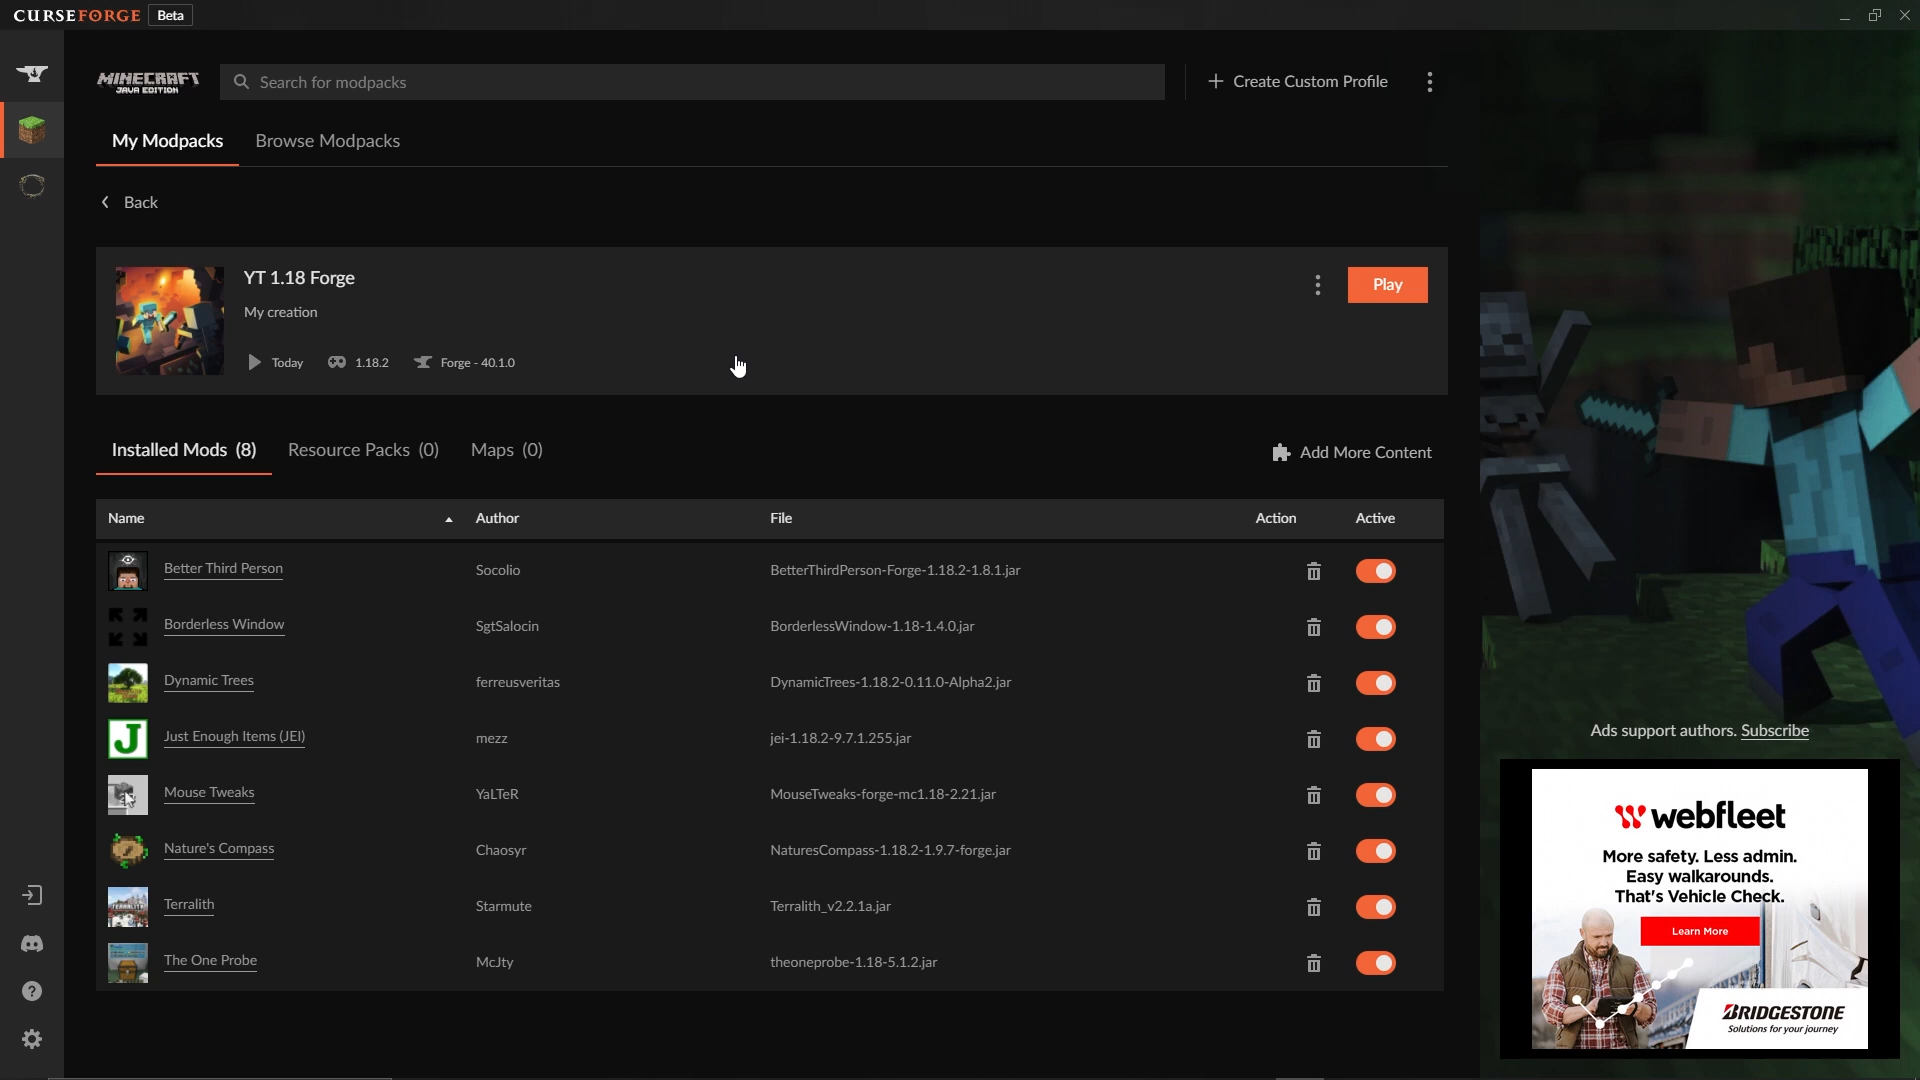 CURSEFORGE Beta
MINECRAFT
JAVA EDITION
Search for modpacks
Create Custom Profile
My Modpacks
Browse Modpacks
Back
YT 1.18 Forge
My creation
Play
Today
1.18.2
Forge - 40.1.0
Installed Mods (8)
Resource Packs (0)
Maps (0)
Add More Content
Name
Author
File
Action
Active
Better Third Person
Socolio
BetterThirdPerson-Forge-1.18.2-1.8.1.jar
Borderless Window
SgtSalocin
BorderlessWindow-1.18-1.4.0.jar
Dynamic Trees
ferreusveritas
DynamicTrees-1.18.2-0.11.0-Alpha2.jar
J
Just Enough Items (JEI)
mezz
jei-1.18.2-9.7.1.255.jar
Mouse Tweaks
YaLTeR
MouseTweaks-forge-mc1.18-2.21.jar
Nature's Compass
Chaosyr
NaturesCompass-1.18.2-1.9.7-forge.jar
TERRALITH
Terralith
Starmute
Terralith_v2.2.1a.jar
The One Probe
McJty
theoneprobe-1.18-5.1.2.jar
Ads support authors. Subscribe
webfleet
More safety. Less admin.
Easy walkarounds.
That's Vehicle Check.
Learn More
BRIDGESTONE
Solutions for your journey